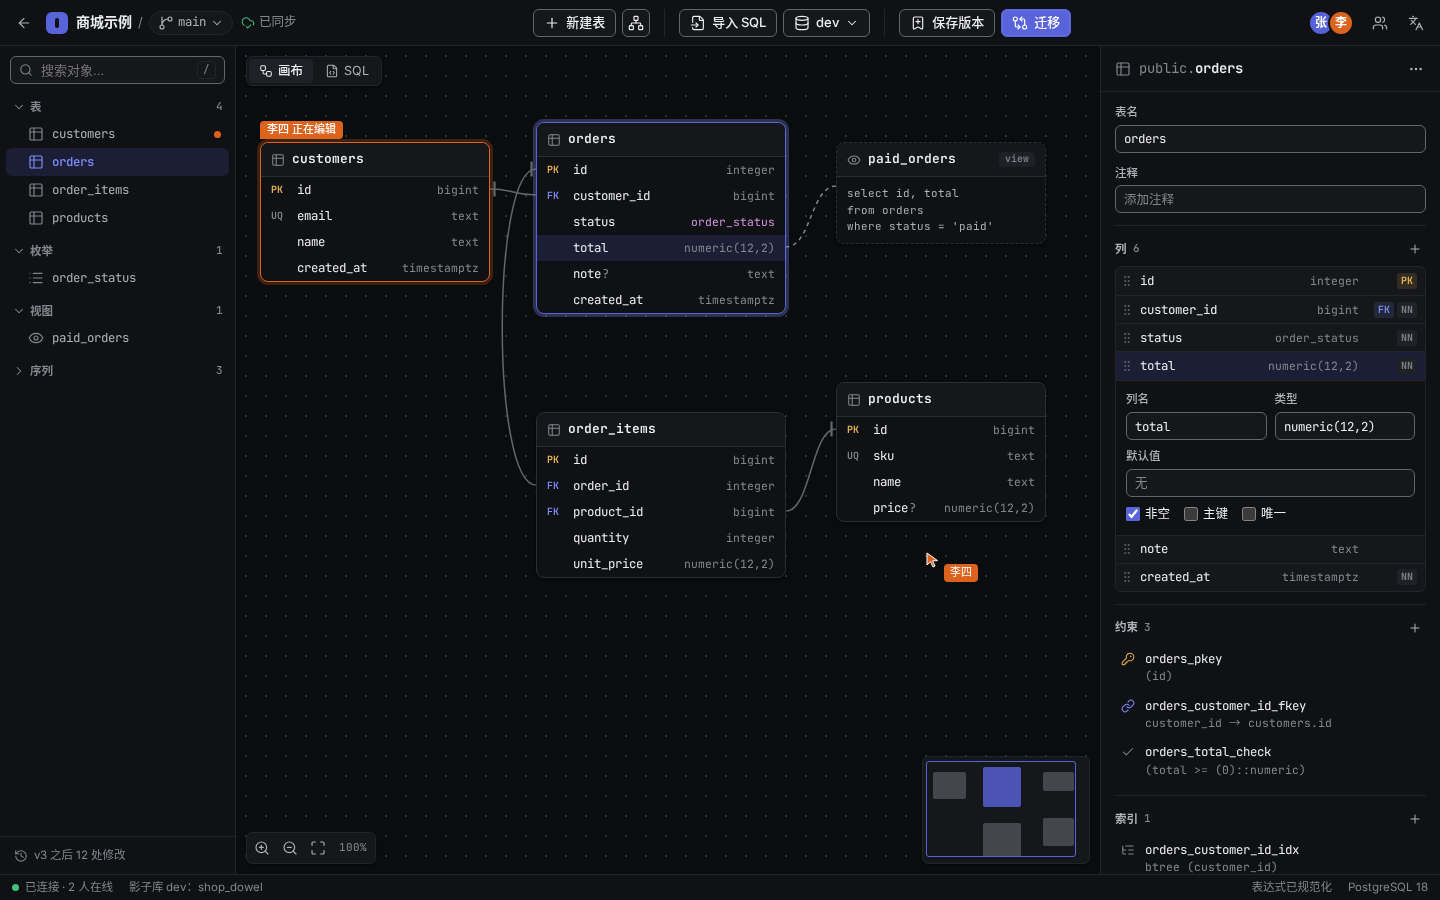 商城示例 / main 已同步
新建表
导入 SQL
dev
保存版本
迁移
张 李
搜索对象... /
表 4
customers
orders
order_items
products
枚举 1
order_status
视图 1
paid_orders
序列 3
v3 之后 12 处修改
画布 SQL
李四 正在编辑
customers
PK id bigint
UQ email text
name text
created_at timestamptz
orders
PK id integer
FK customer_id bigint
status order_status
total numeric(12,2)
note? text
created_at timestamptz
paid_orders view
select id, total
from orders
where status = 'paid'
order_items
PK id bigint
FK order_id integer
FK product_id bigint
quantity integer
unit_price numeric(12,2)
products
PK id bigint
UQ sku text
name text
price? numeric(12,2)
李四
100%
public.orders
表名
orders
注释
添加注释
列 6
id integer PK
customer_id bigint FK NN
status order_status NN
total numeric(12,2) NN
列名 类型
total numeric(12,2)
默认值
无
非空 主键 唯一
note text
created_at timestamptz NN
约束 3
orders_pkey
(id)
orders_customer_id_fkey
customer_id → customers.id
orders_total_check
(total >= (0)::numeric)
索引 1
orders_customer_id_idx
btree (customer_id)
已连接 · 2 人在线 影子库 dev：shop_dowel
表达式已规范化 PostgreSQL 18